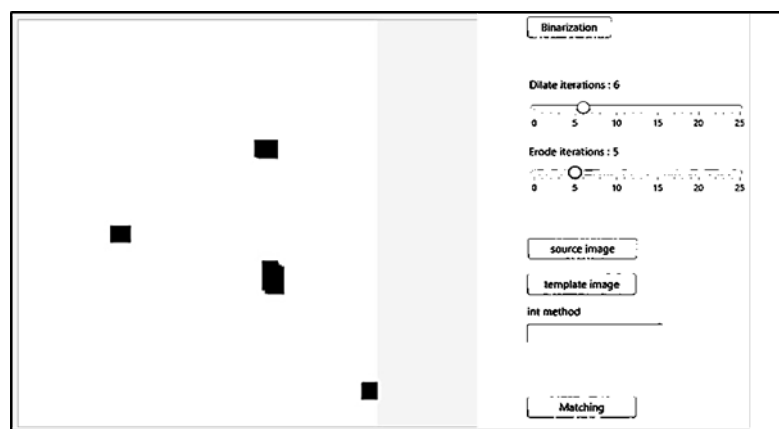 Binarization
Dilate iterations : 6
0 5 10 15 20 25
Erode iterations : 5
0 5 10 15 20 25
source image
template image
int method
Matching